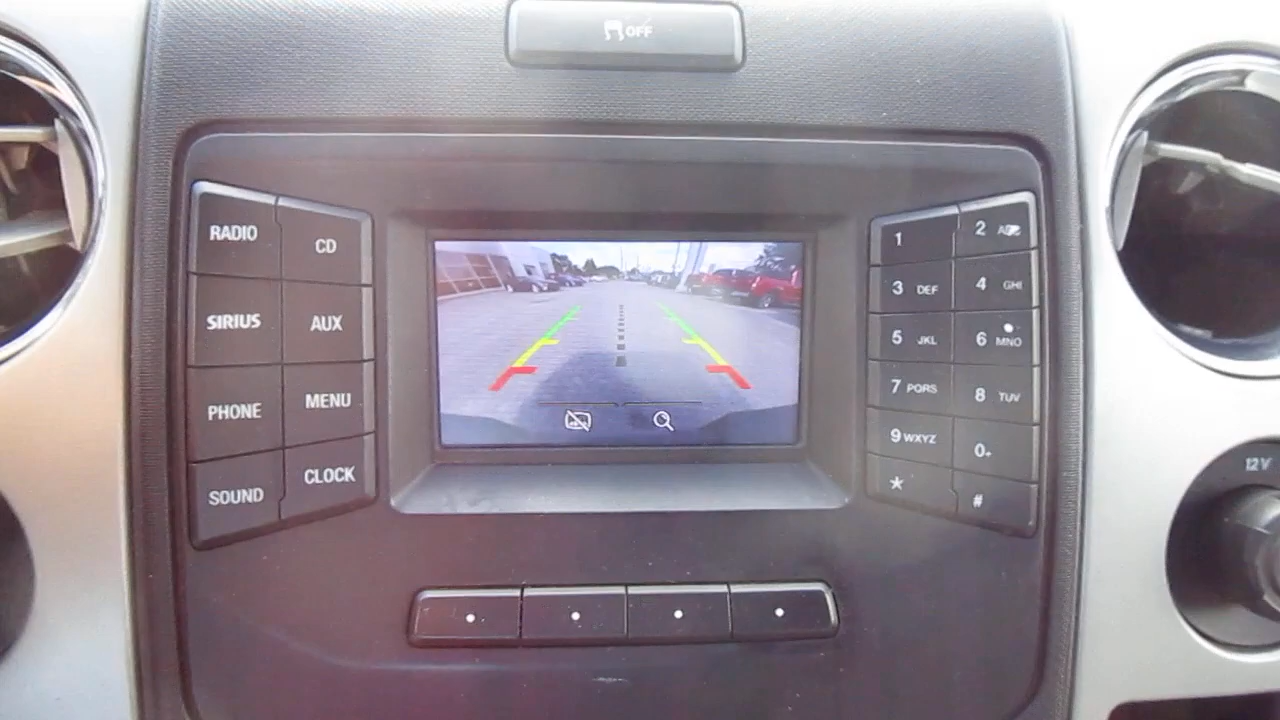 OFF
RADIO
CD
SIRIUS
AUX
PHONE
MENU
SOUND
CLOCK
1
2
3 DEF
4 GHI
5 JKL
6 MNO
7 PQRS
8 TUV
9 WXYZ
0+
*
#
12V